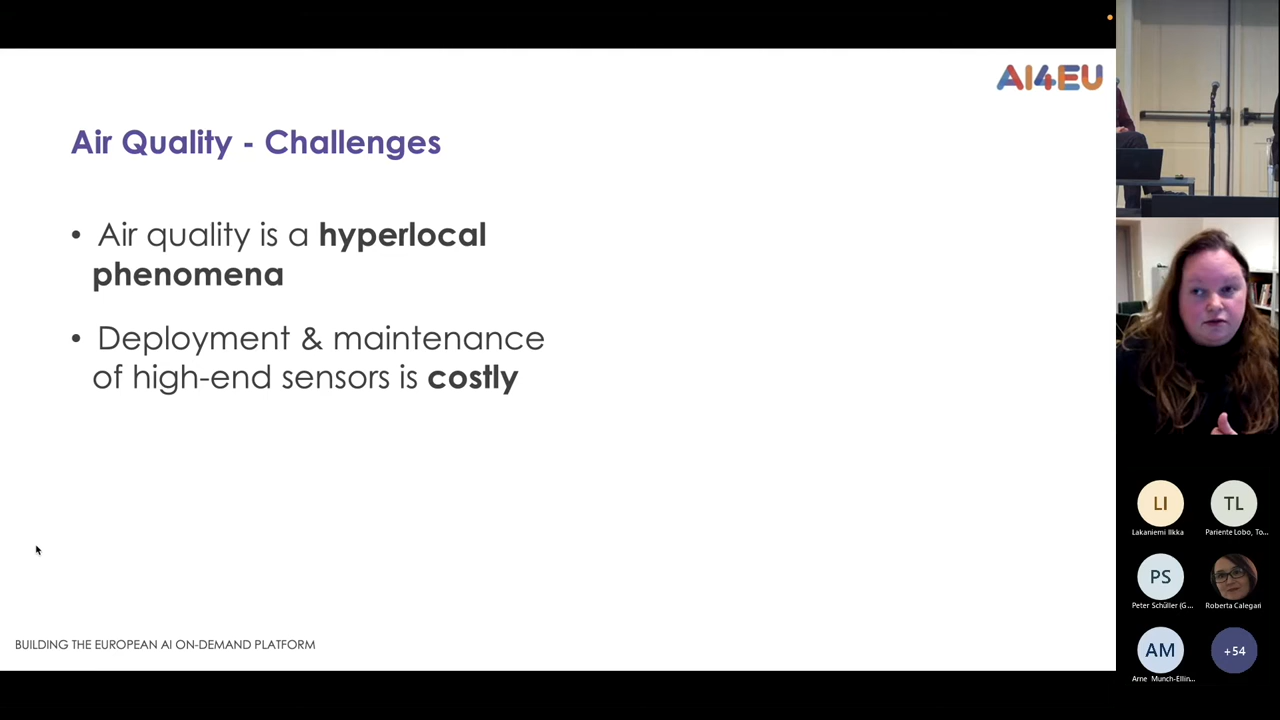 AI4EU
Air Quality - Challenges
• Air quality is a hyperlocal
phenomena
• Deployment & maintenance
of high-end sensors is costly
BUILDING THE EUROPEAN AI ON-DEMAND PLATFORM
LI
TL
Lakaniemi Ilkka
Pariente Lobo, To...
PS
Peter Schüller (G...
Roberta Calegari
AM
+54
Arne Munch-Ellin...